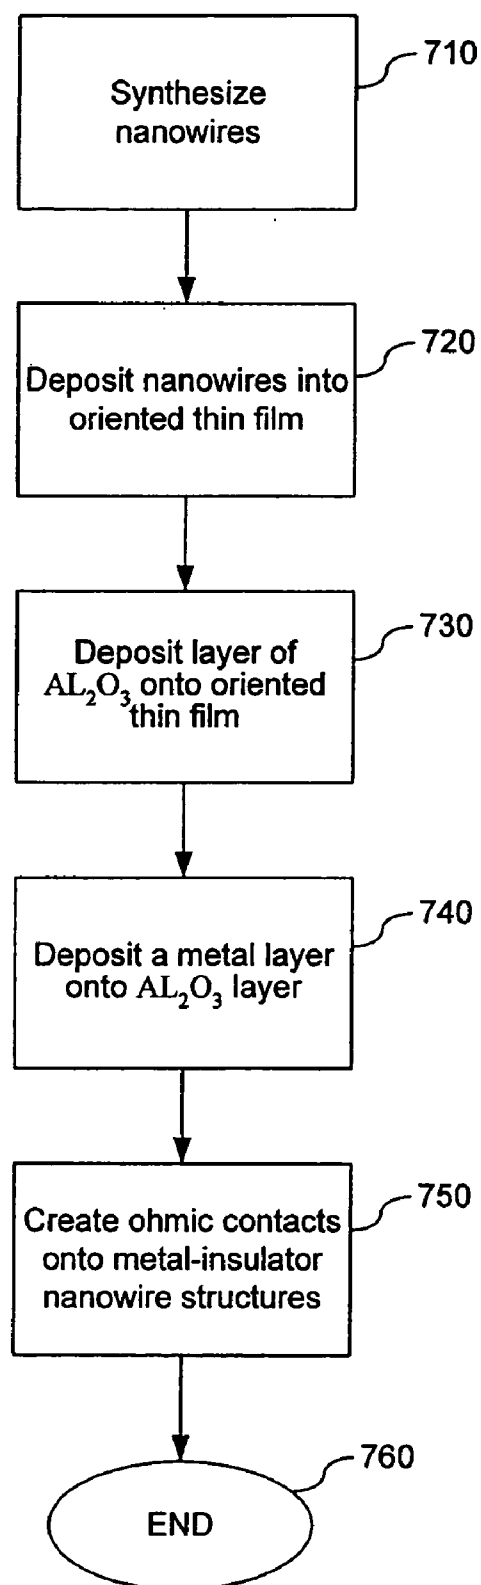 710
Synthesize
nanowires
720
Deposit nanowires into
oriented thin film
730
Deposit layer of
AL₂O₃ onto oriented
thin film
740
Deposit a metal layer
onto AL₂O₃ layer
750
Create ohmic contacts
onto metal-insulator
nanowire structures
760
END